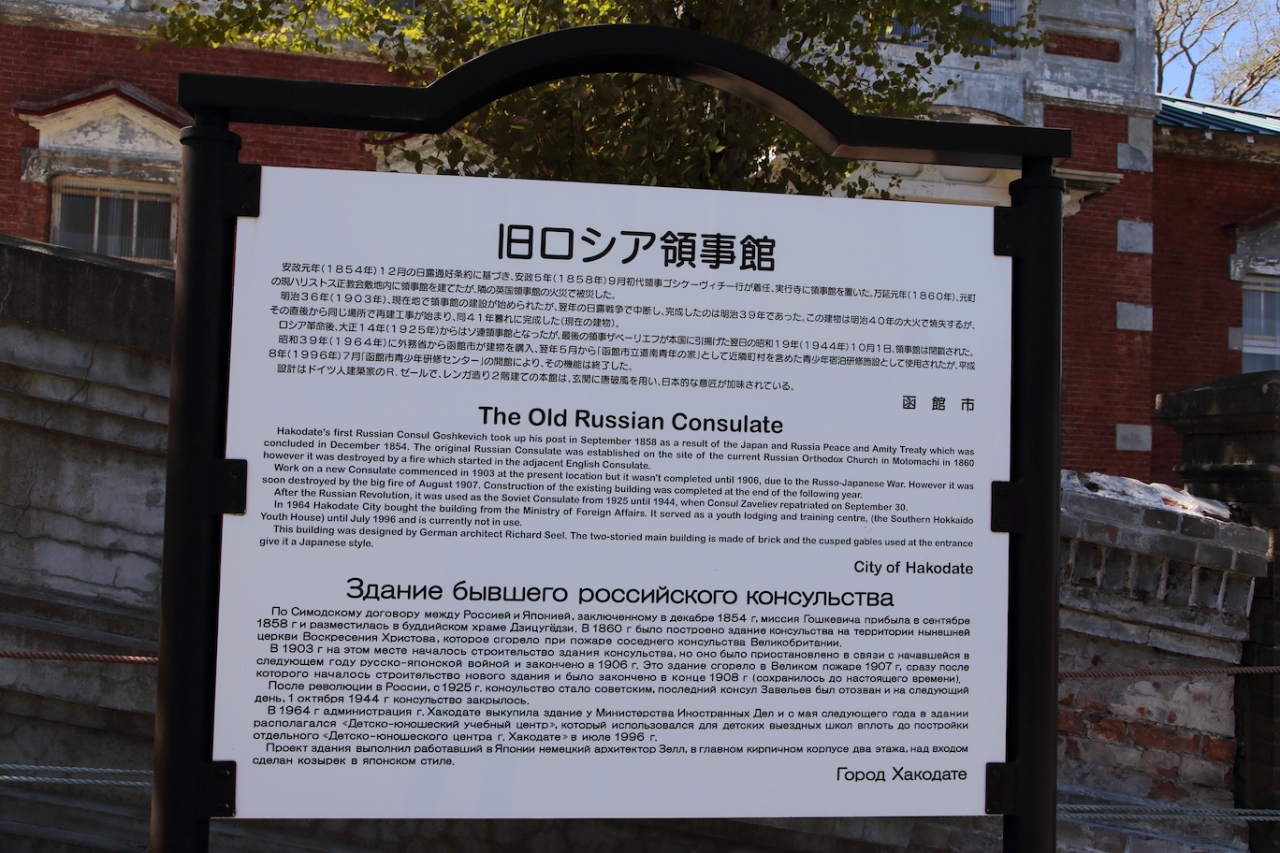 旧ロシア領事館
安政元年(1854年)12月の日露通好条約に基づき、安政5年(1858年)9月初代領事ゴシケーヴィチ一行が着任、実行寺に領事館を置いた。万延元年(1860年)、元町
の現ハリストス正教会敷地内に領事館を建てたが、隣の英国領事館の火災で被災した。
明治36年(1903年)、現在地で領事館の建設が始められたが、翌年の日露戦争で中断し、完成したのは明治39年であった。この建物は明治40年の大火で焼失するが、
その直後から同じ場所で再建工事が始まり、同41年暮れに完成した(現在の建物)。
ロシア革命後、大正14年(1925年)からはソ連領事館となったが、最後の領事ザベーリエフが本国に引揚げた翌日の昭和19年(1944年)10月1日、領事館は閉鎖された。
昭和39年(1964年)に外務省から函館市が建物を購入、翌年5月から「函館市立道南青年の家」として近隣町村を含めた青少年宿泊研修施設として使用されたが、平成
8年(1996年)7月「函館市青少年研修センター」の開館により、その機能は終了した。
設計はドイツ人建築家のR.ゼールで、レンガ造り2階建ての本館は、玄関に唐破風を用い、日本的な意匠が加味されている。
函館市
The Old Russian Consulate
Hakodate's first Russian Consul Goshkevich took up his post in September 1858 as a result of the Japan and Russia Peace and Amity Treaty which was
concluded in December 1854. The original Russian Consulate was established on the site of the current Russian Orthodox Church in Motomachi in 1860
however it was destroyed by a fire which started in the adjacent English Consulate.
Work on a new Consulate commenced in 1903 at the present location but it wasn't completed until 1906, due to the Russo-Japanese War. However it was
soon destroyed by the big fire of August 1907. Construction of the existing building was completed at the end of the following year.
After the Russian Revolution, it was used as the Soviet Consulate from 1925 until 1944, when Consul Zaveliev repatriated on September 30.
In 1964 Hakodate City bought the building from the Ministry of Foreign Affairs. It served as a youth lodging and training centre, (the Southern Hokkaido
Youth House) until July 1996 and is currently not in use.
This building was designed by German architect Richard Seel. The two-storied main building is made of brick and the cusped gables used at the entrance
give it a Japanese style.
City of Hakodate
Здание бывшего российского консульства
По Симодскому договору между Россией и Японией, заключенному в декабре 1854 г, миссия Гошкевича прибыла в сентябре
1858 г и разместилась в буддийском храме Дзицугёдзи. В 1860 г было построено здание консульства на территории нынешней
церкви Воскресения Христова, которое сгорело при пожаре соседнего консульства Великобритании.
В 1903 г на этом месте началось строительство здания консульства, но оно было приостановлено в связи с начавшейся в
следующем году русско-японской войной и закончено в 1906 г. Это здание сгорело в Великом пожаре 1907 г, сразу после
которого началось строительство нового здания и было закончено в конце 1908 г (сохранилось до настоящего времени).
После революции в России, с 1925 г. консульство стало советским, последний консул Завельев был отозван и на следующий
день, 1 октября 1944 г консульство закрылось.
В 1964 г администрация г. Хакодате выкупила здание у Министерства Иностранных Дел и с мая следующего года в здании
располагался «Детско-юношеский учебный центр», который использовался для детских выездных школ вплоть до постройки
отдельного «Детско-юношеского центра г. Хакодате» в июле 1996 г.
Проект здания выполнил работавший в Японии немецкий архитектор Зелл, в главном кирпичном корпусе два этажа, над входом
сделан козырек в японском стиле.
Город Хакодате